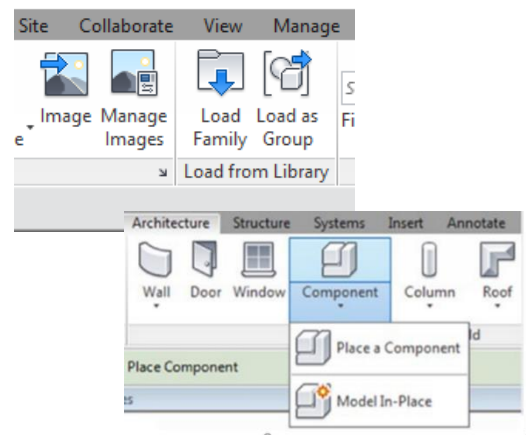 Site Collaborate View Manage
Image Manage Images Load Family Load as Group
Load from Library
Architecture Structure Systems Insert Annotate
Wall Door Window Component Column Roof
Place a Component
Place Component
Model In-Place